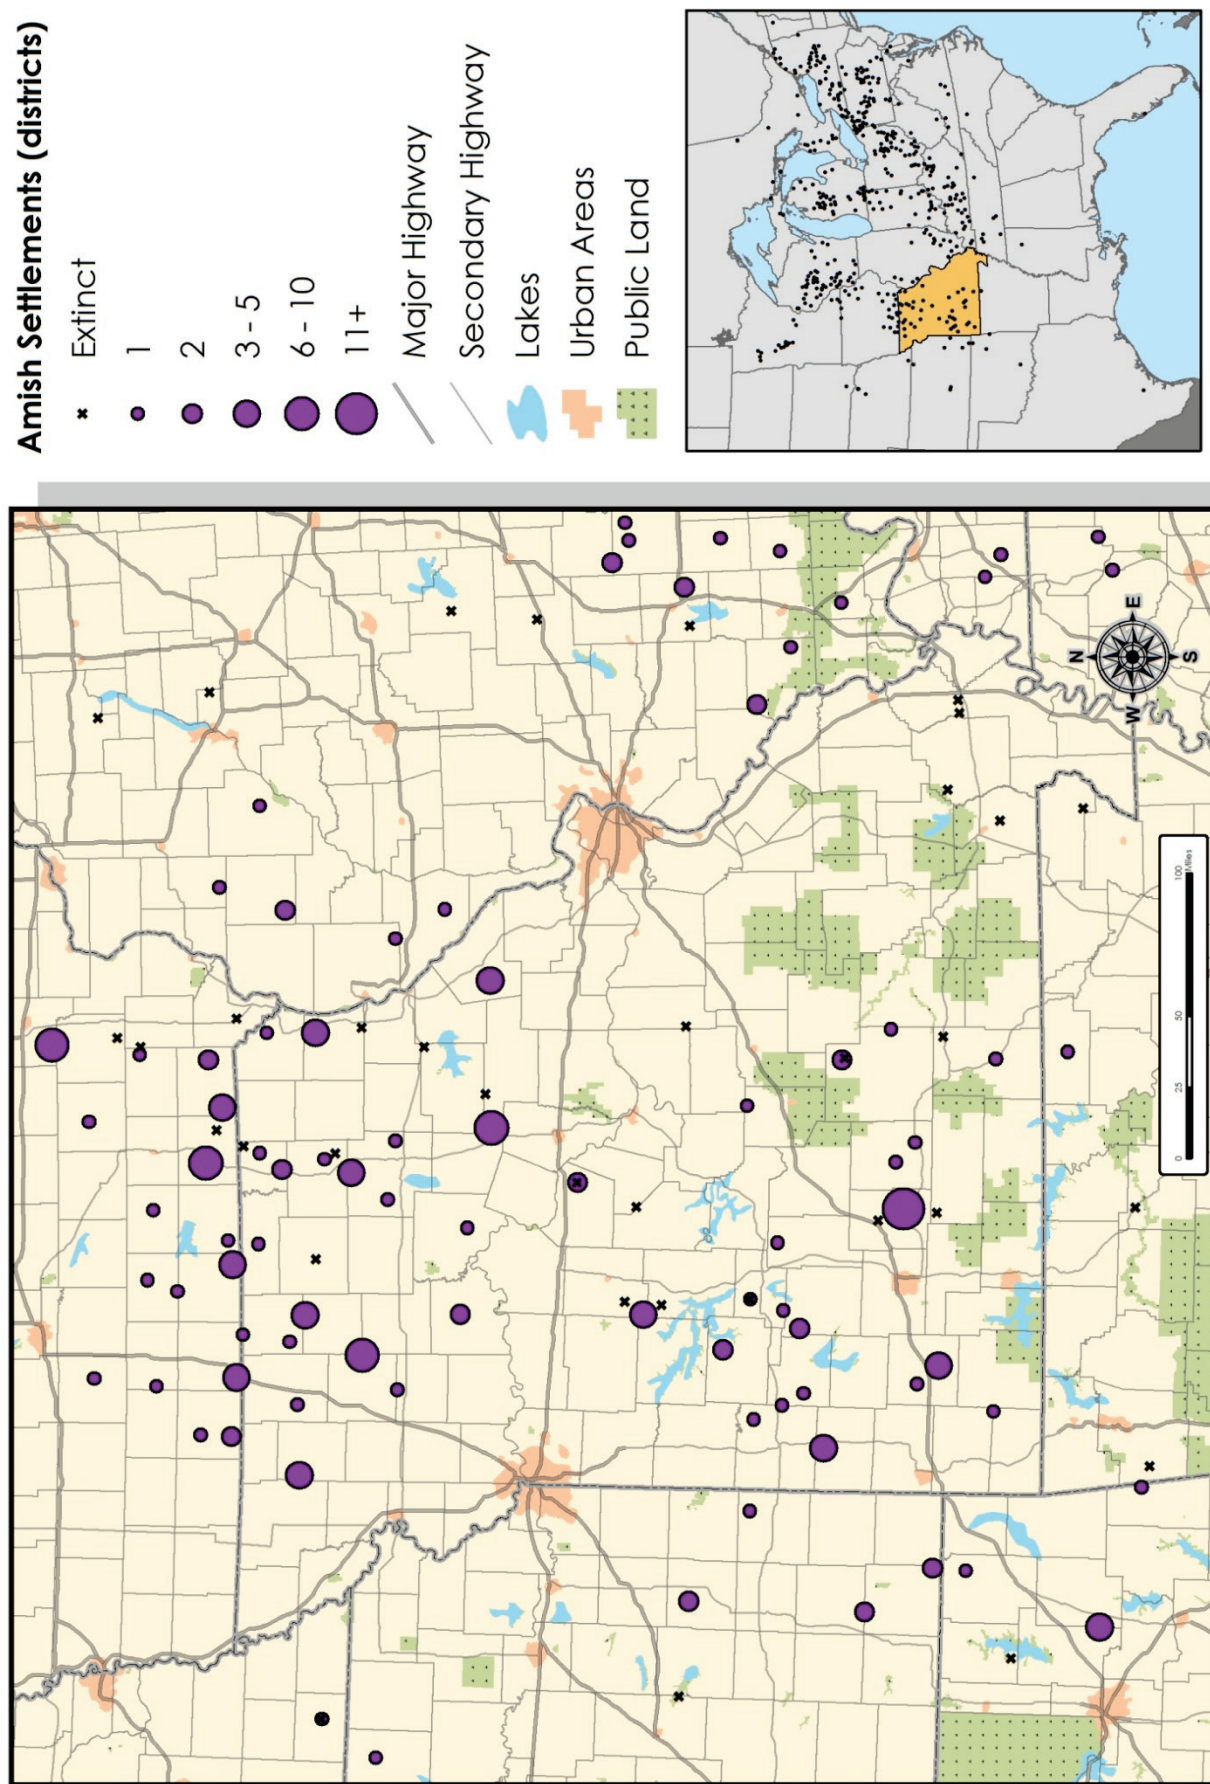 Amish Settlements (districts)
Extinct
1
2
3 - 5
6 - 10
11+
Major Highway
Secondary Highway
Lakes
Urban Areas
Public Land
N
W
E
S
0
25
50
100
Miles